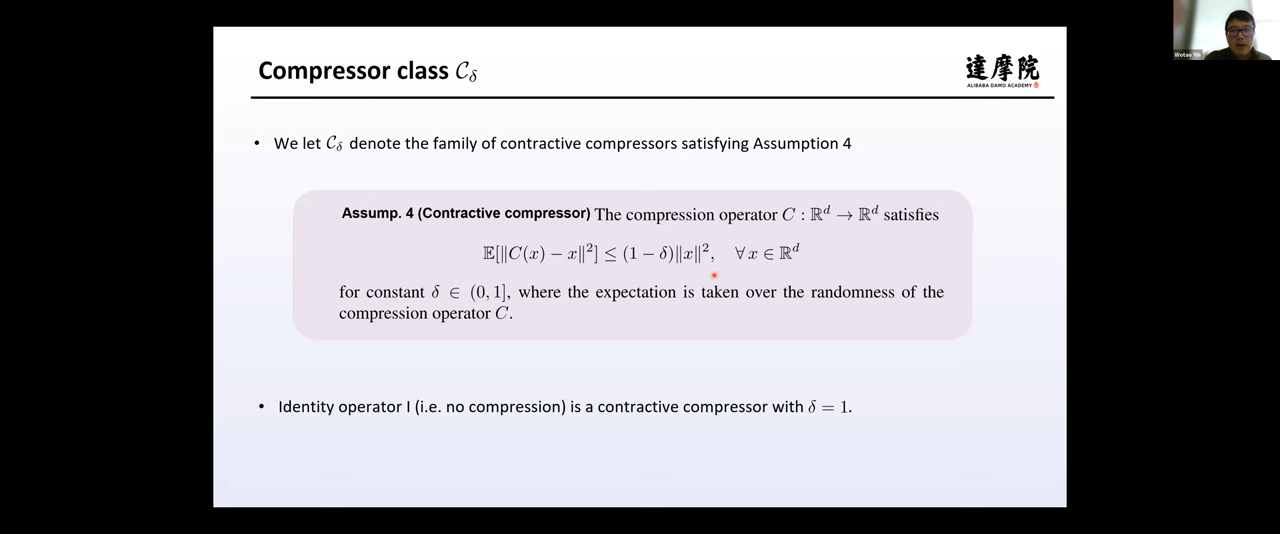 Compressor class 𝒞_δ
達摩院
ALIBABA DAMO ACADEMY
Wotao Yin
• We let 𝒞_δ denote the family of contractive compressors satisfying Assumption 4
Assump. 4 (Contractive compressor) The compression operator C : ℝ^d → ℝ^d satisfies
𝔼[‖C(x) − x‖²] ≤ (1 − δ)‖x‖², ∀ x ∈ ℝ^d
for constant δ ∈ (0, 1], where the expectation is taken over the randomness of the
compression operator C.
• Identity operator I (i.e. no compression) is a contractive compressor with δ = 1.